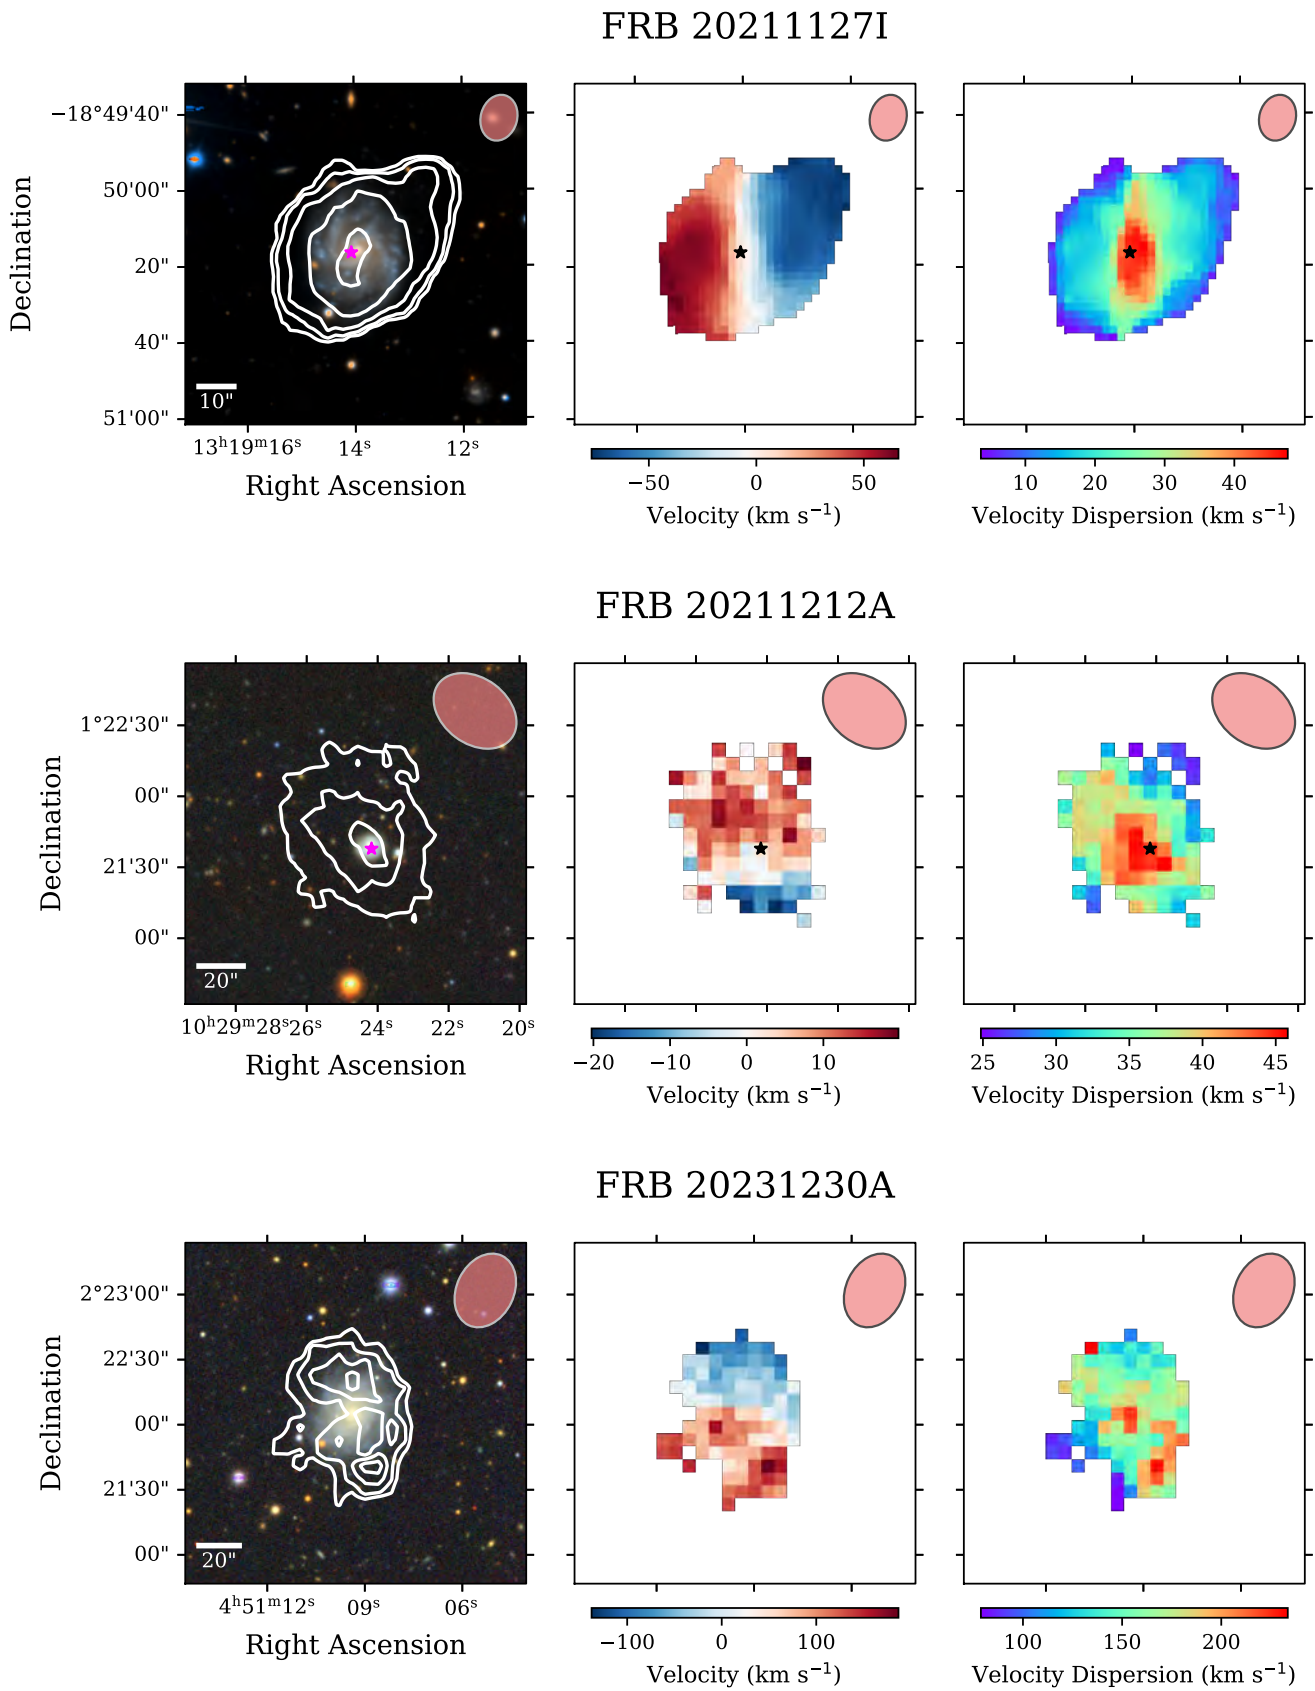 FRB 20211127I
−18°49'40"
50'00"
20"
40"
51'00"
Declination
10"
13ʰ19ᵐ16ˢ 14ˢ 12ˢ
Right Ascension
−50 0 50
Velocity (km s⁻¹)
10 20 30 40
Velocity Dispersion (km s⁻¹)
FRB 20211212A
1°22'30"
00"
21'30"
00"
Declination
20"
10ʰ29ᵐ28ˢ 26ˢ 24ˢ 22ˢ 20ˢ
Right Ascension
−20 −10 0 10
Velocity (km s⁻¹)
25 30 35 40 45
Velocity Dispersion (km s⁻¹)
FRB 20231230A
2°23'00"
22'30"
00"
21'30"
00"
Declination
20"
4ʰ51ᵐ12ˢ 09ˢ 06ˢ
Right Ascension
−100 0 100
Velocity (km s⁻¹)
100 150 200
Velocity Dispersion (km s⁻¹)